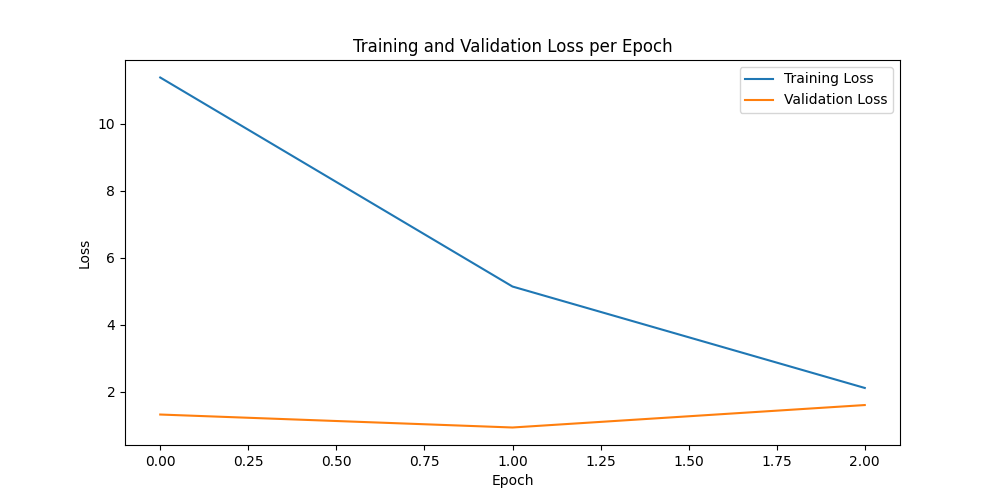 Training and Validation Loss per Epoch
Training Loss
Validation Loss
10
8
6
4
2
Loss
0.00 0.25 0.50 0.75 1.00 1.25 1.50 1.75 2.00
Epoch